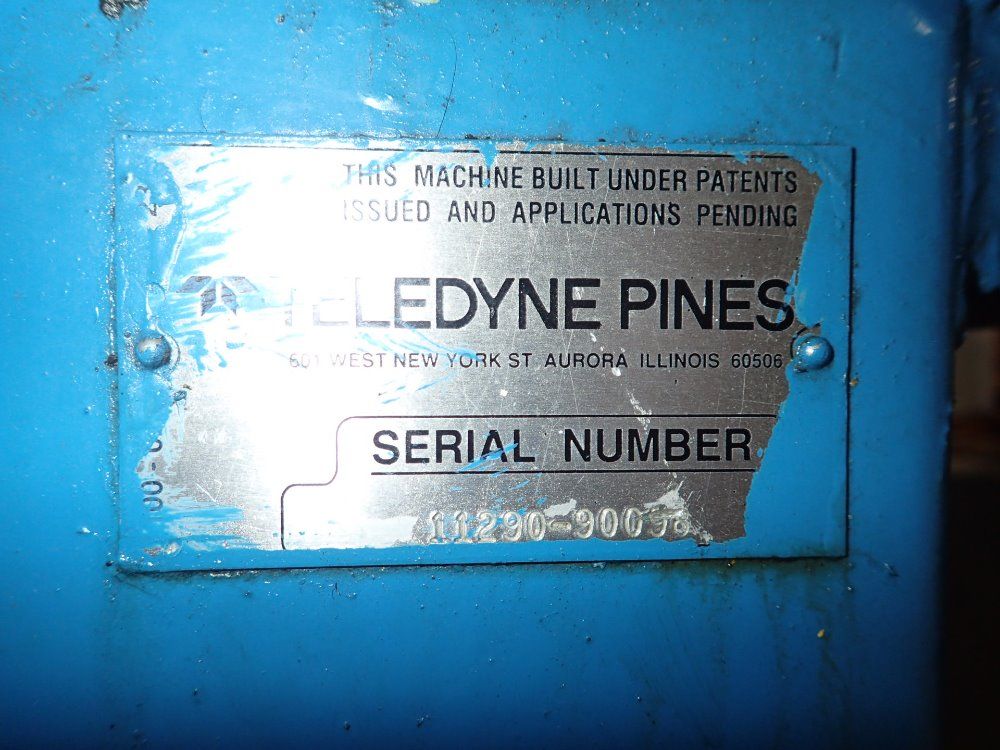 THIS MACHINE BUILT UNDER PATENTS
ISSUED AND APPLICATIONS PENDING
TELEDYNE PINES
601 WEST NEW YORK ST AURORA ILLINOIS 60506
SERIAL NUMBER